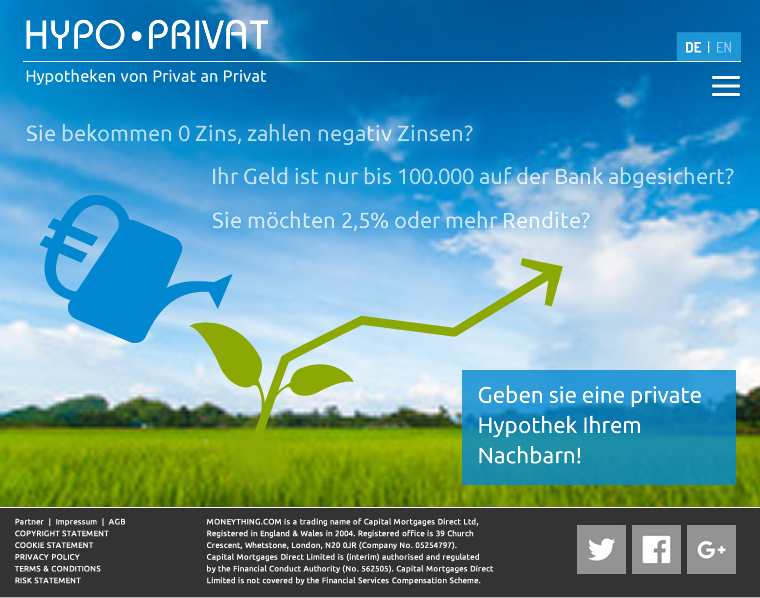 HYPO•PRIVAT
DE | EN
Hypotheken von Privat an Privat
Sie bekommen 0 Zins, zahlen negativ Zinsen?
Ihr Geld ist nur bis 100.000 auf der Bank abgesichert?
Sie möchten 2,5% oder mehr Rendite?
Geben sie eine private
Hypothek Ihrem
Nachbarn!
Partner | Impressum | AGB
COPYRIGHT STATEMENT
COOKIE STATEMENT
PRIVACY POLICY
TERMS & CONDITIONS
RISK STATEMENT
MONEYTHING.COM is a trading name of Capital Mortgages Direct Ltd,
Registered in England & Wales in 2004. Registered office is 39 Church
Crescent, Whetstone, London, N20 0JR (Company No. 05254797).
Capital Mortgages Direct Limited is (interim) authorised and regulated
by the Financial Conduct Authority (No. 562505). Capital Mortgages Direct
Limited is not covered by the Financial Services Compensation Scheme.
G+